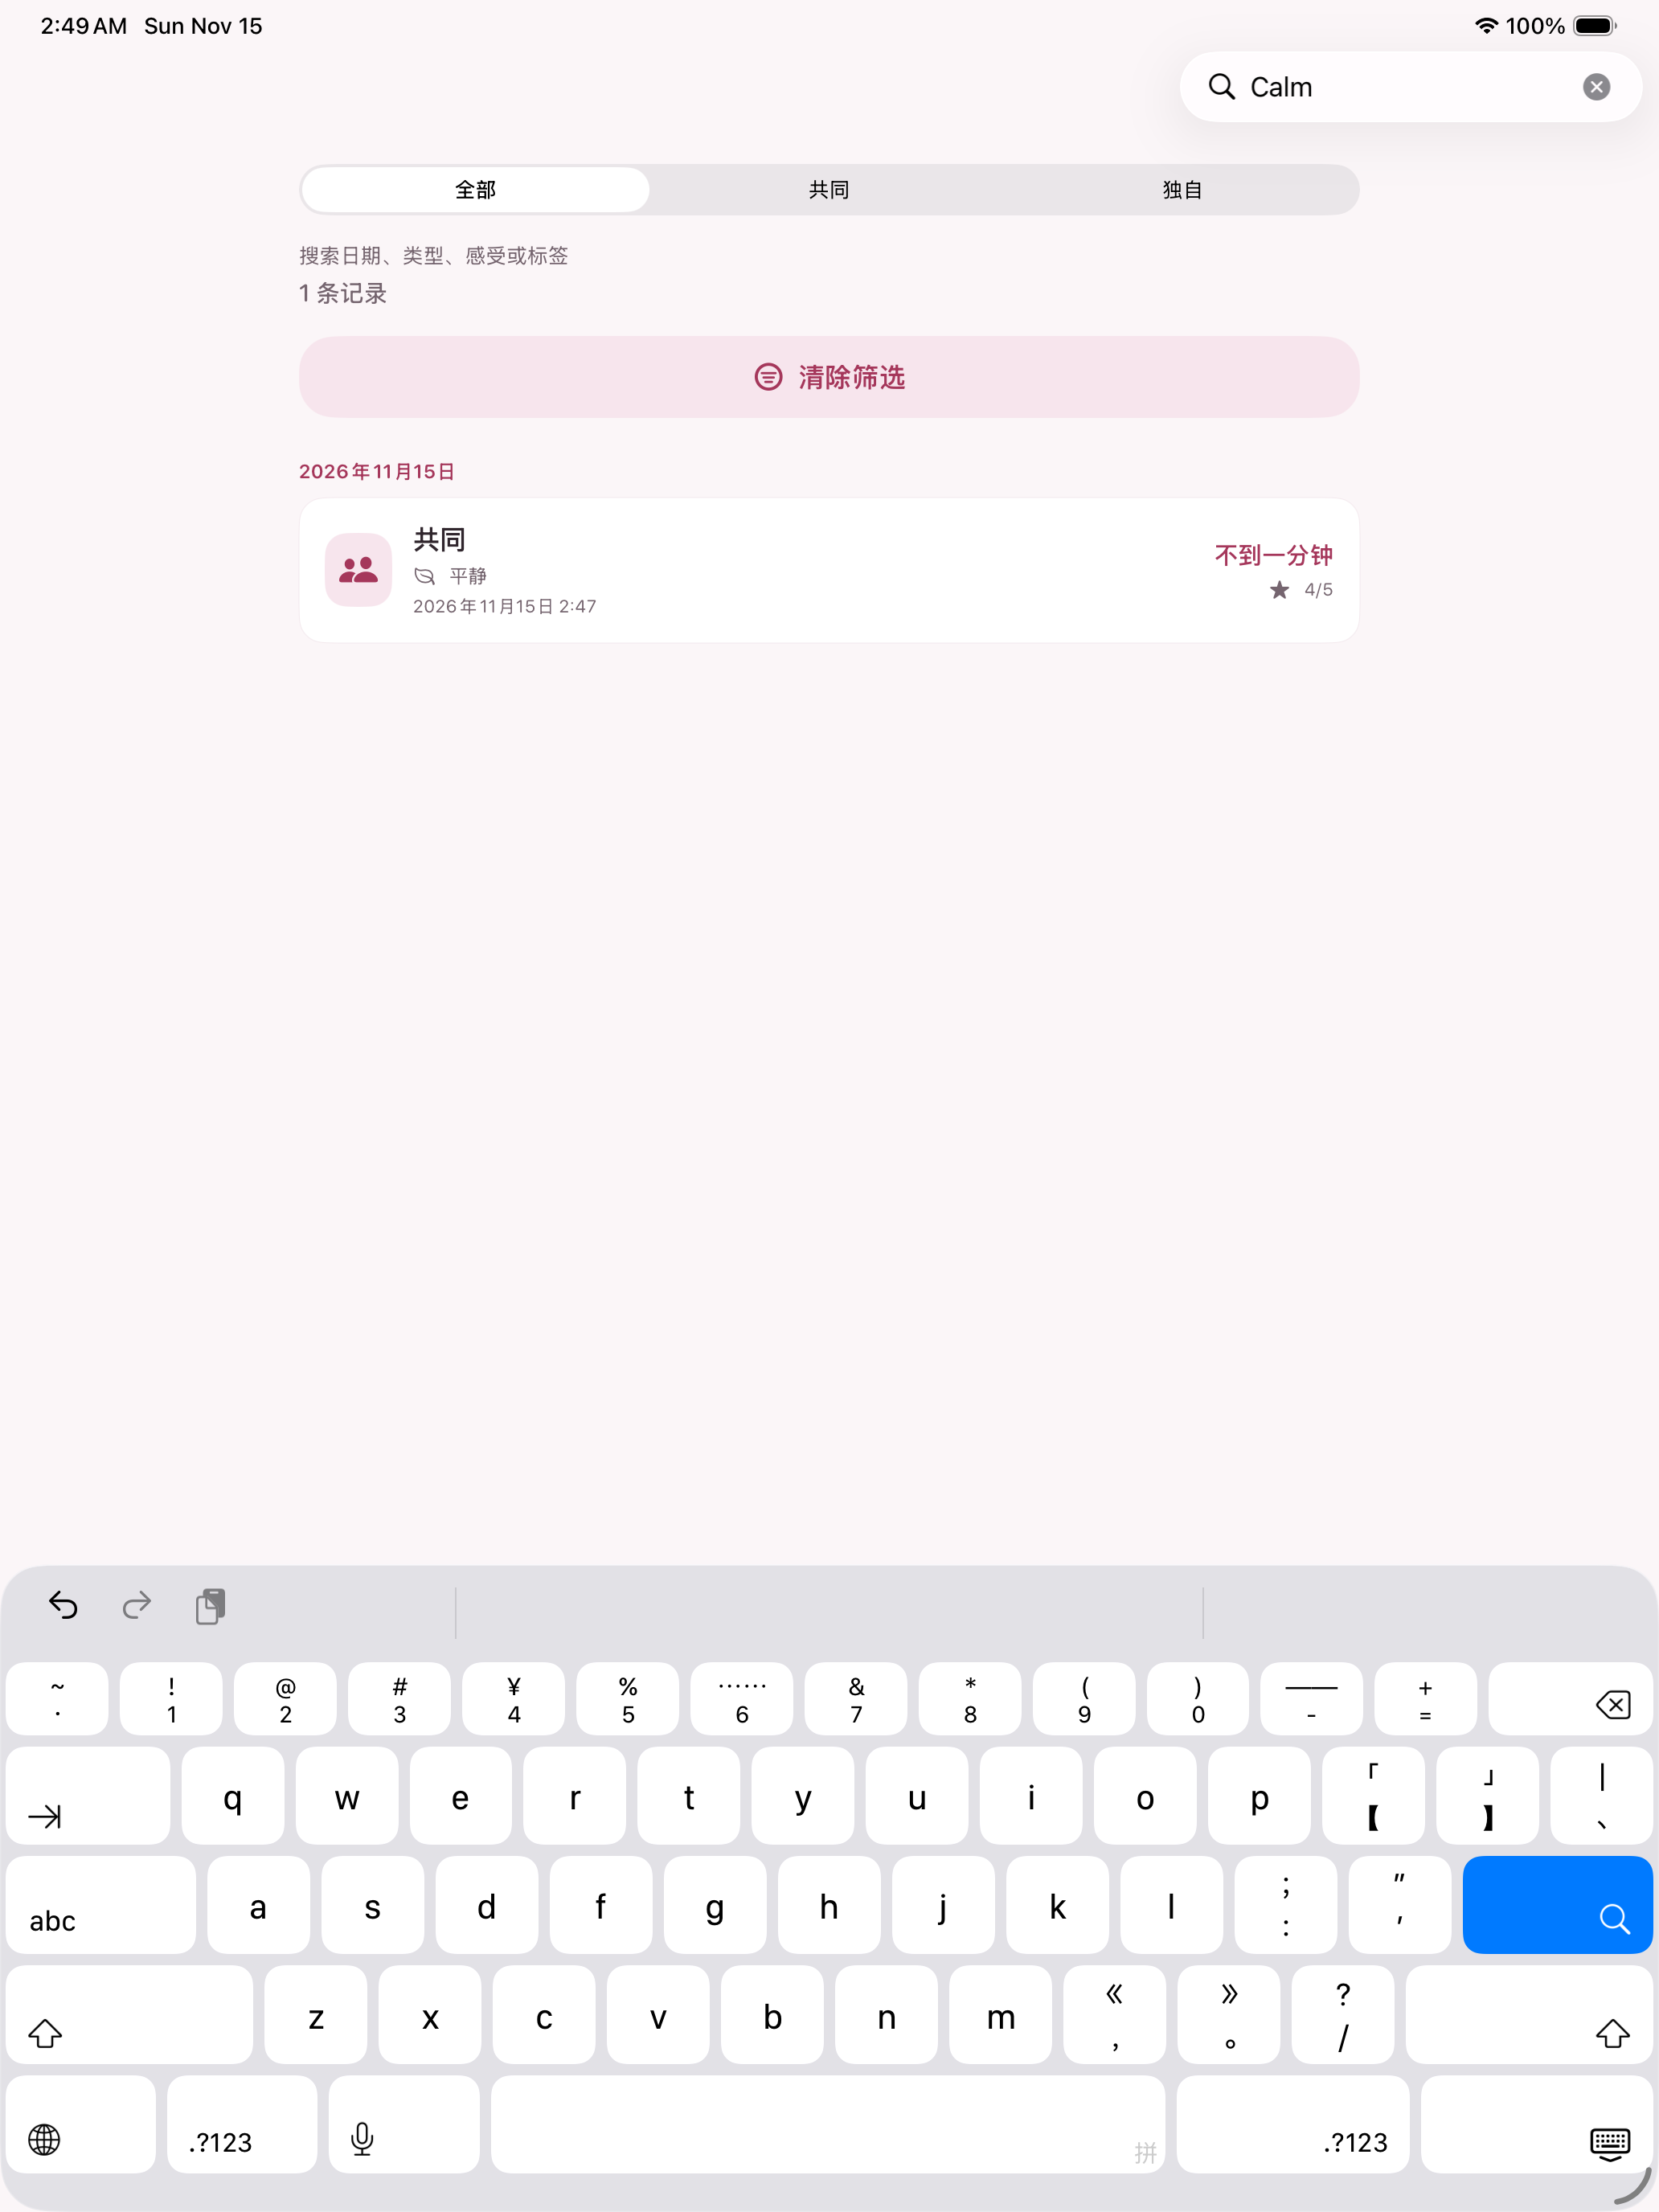 2:49 AM Sun Nov 15
100%
Calm
全部 共同 独自
搜索日期、类型、感受或标签
1 条记录
清除筛选
2026年11月15日
共同
不到一分钟
平静
4/5
2026年11月15日 2:47
~ ! @ # ¥ % …… & * ( ) —— +
· 1 2 3 4 5 6 7 8 9 0 - =
q w e r t y u i o p 「 」 |
【 】 、
abc a s d f g h j k l ; "
: '
z x c v b n m 《 》 ?
, 。 /
.?123 拼 .?123